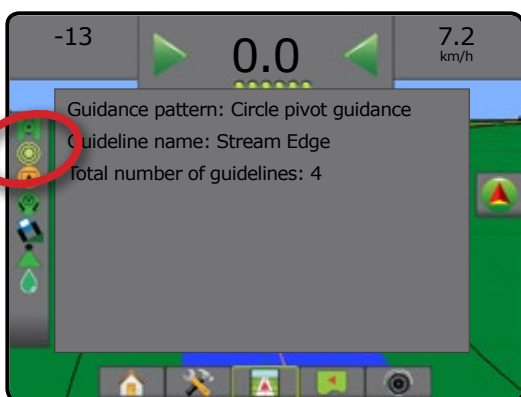 -13
0.0
7.2
km/h
Guidance pattern: Circle pivot guidance
Guideline name: Stream Edge
Total number of guidelines: 4